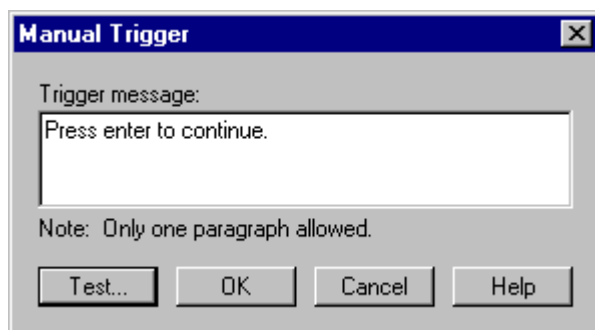 Manual Trigger
Trigger message:
Press enter to continue.
Note:  Only one paragraph allowed.
Test... OK Cancel Help